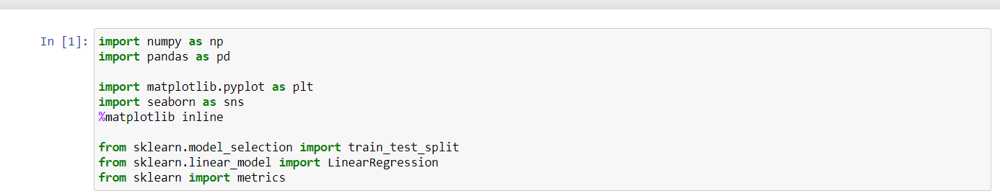 In [1]: import numpy as np
import pandas as pd
import matplotlib.pyplot as plt
import seaborn as sns
%matplotlib inline
from sklearn.model_selection import train_test_split
from sklearn.linear_model import LinearRegression
from sklearn import metrics